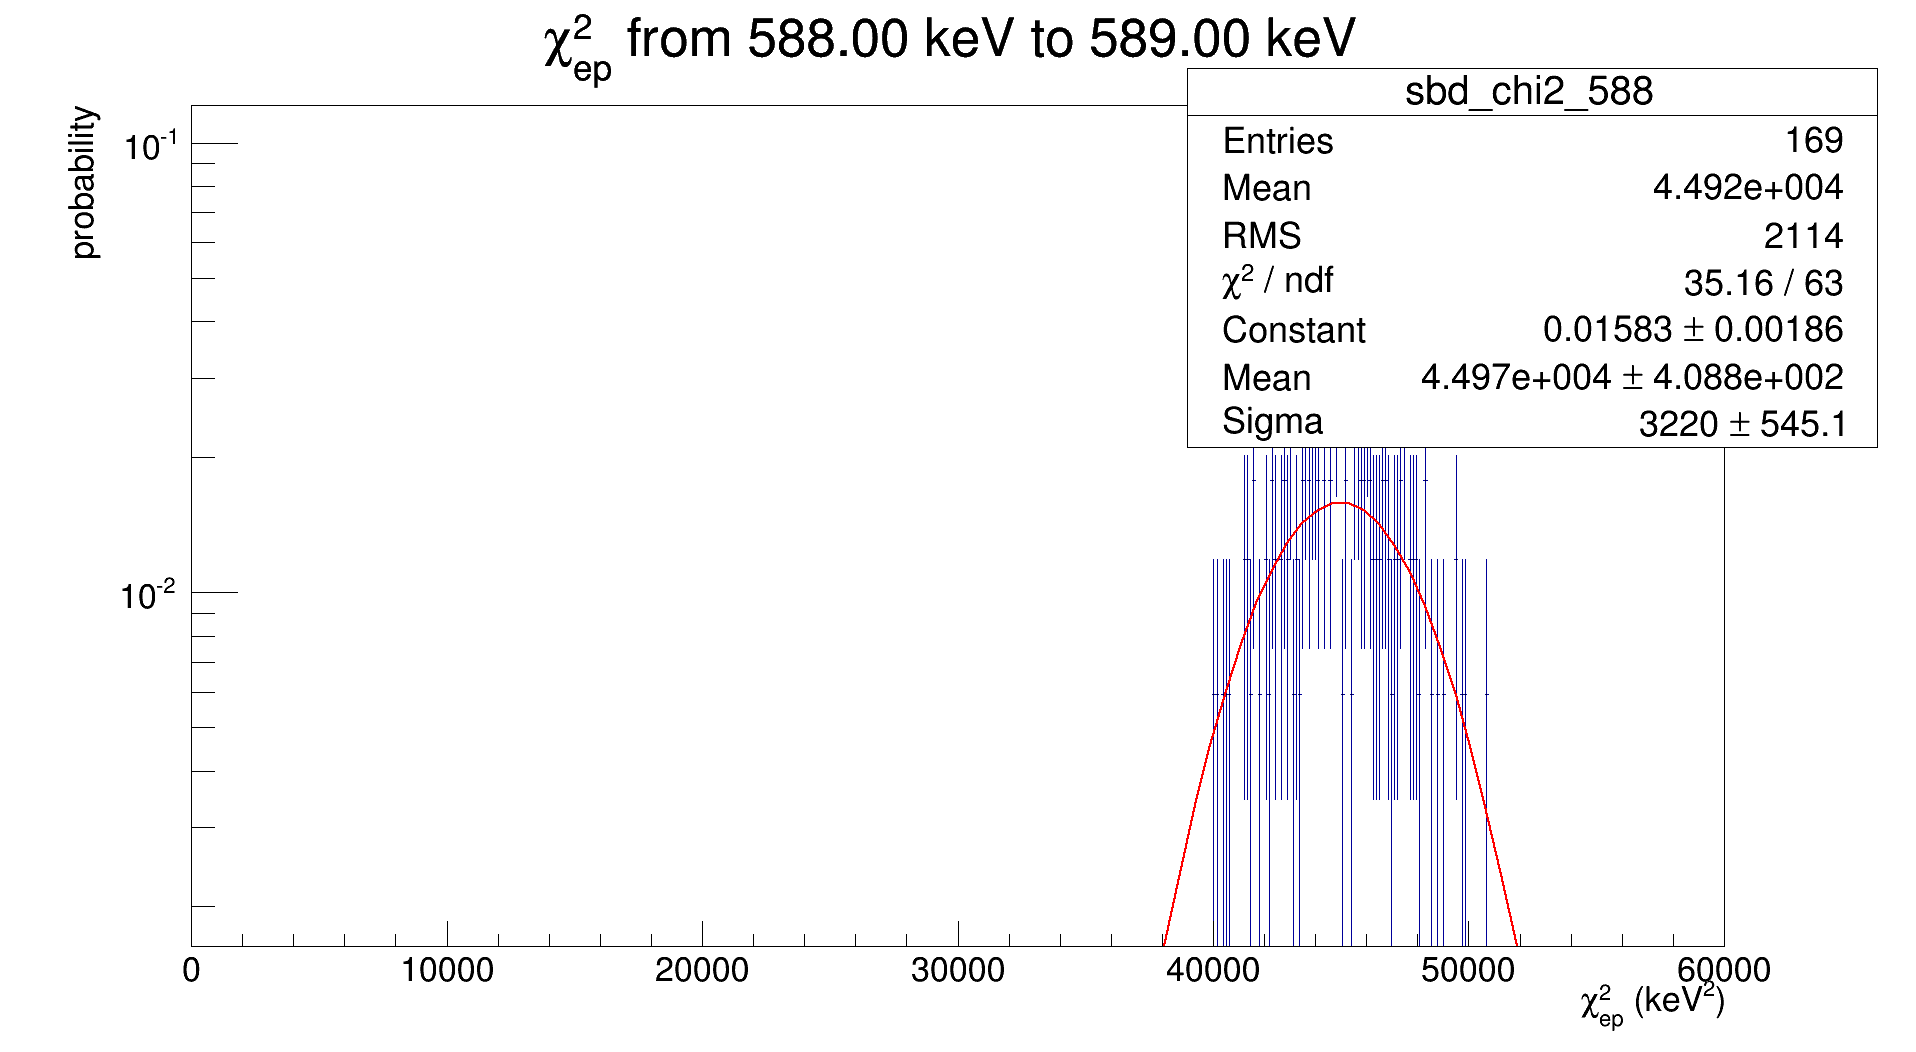 χ²ep from 588.00 keV to 589.00 keV
sbd_chi2_588
Entries 169
Mean 4.492e+004
RMS 2114
χ² / ndf 35.16 / 63
Constant 0.01583 ± 0.00186
Mean 4.497e+004 ± 4.088e+002
Sigma 3220 ± 545.1
probability
10⁻¹
10⁻²
0 10000 20000 30000 40000 50000 60000
χ²ep (keV²)